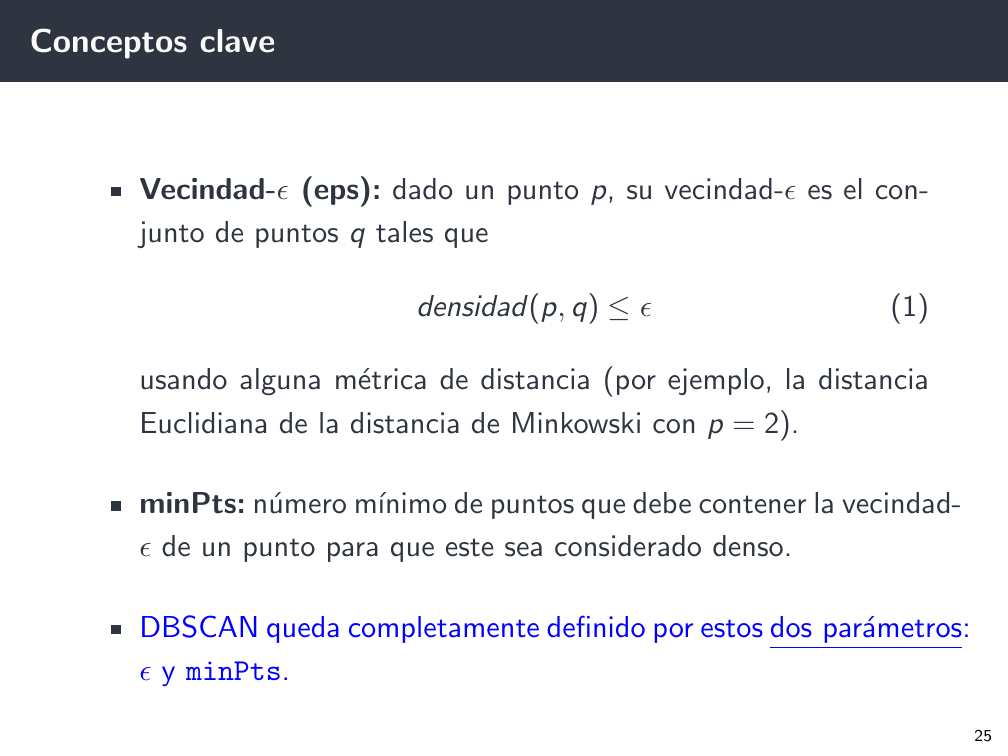 Conceptos clave
▪ Vecindad-ϵ (eps): dado un punto p, su vecindad-ϵ es el con-
junto de puntos q tales que
densidad(p, q) ≤ ϵ (1)
usando alguna métrica de distancia (por ejemplo, la distancia
Euclidiana de la distancia de Minkowski con p = 2).
▪ minPts: número mínimo de puntos que debe contener la vecindad-
ϵ de un punto para que este sea considerado denso.
▪ DBSCAN queda completamente definido por estos dos parámetros:
ϵ y minPts.
25